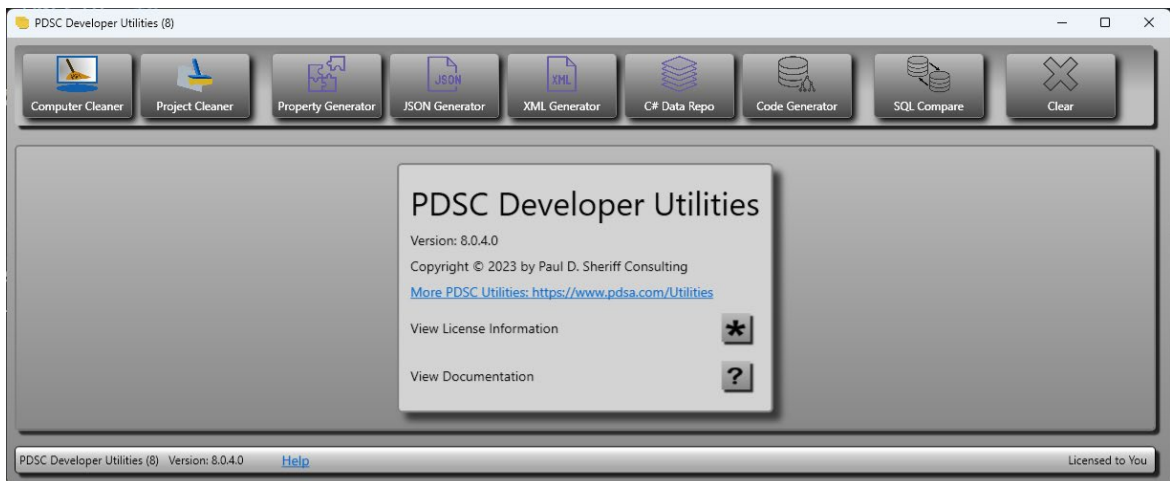 PDSC Developer Utilities (8)
JSON
XML
Computer Cleaner
Project Cleaner
Property Generator
JSON Generator
XML Generator
C# Data Repo
Code Generator
SQL Compare
Clear
PDSC Developer Utilities
Version: 8.0.4.0
Copyright © 2023 by Paul D. Sheriff Consulting
More PDSC Utilities: https://www.pdsa.com/Utilities
View License Information *
View Documentation ?
PDSC Developer Utilities (8) Version: 8.0.4.0 Help Licensed to You